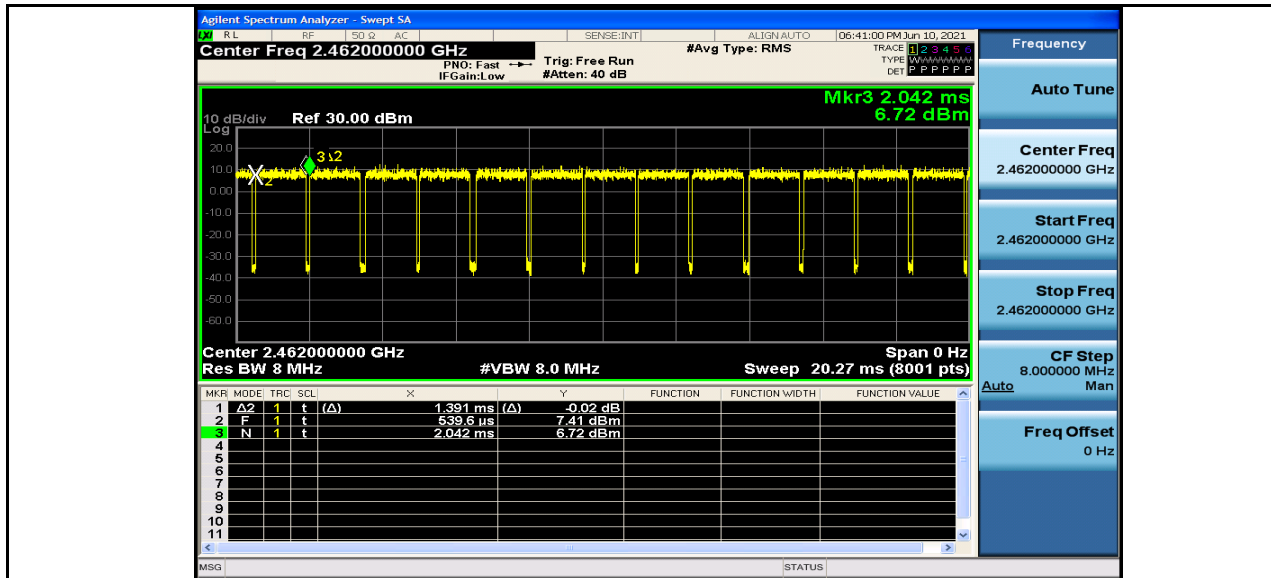 Agilent Spectrum Analyzer - Swept SA
LXI RL RF 50 Ω AC SENSE:INT ALIGN AUTO 06:41:00 PM Jun 10, 2021
Center Freq 2.462000000 GHz #Avg Type: RMS TRACE 1 2 3 4 5 6
PNO: Fast Trig: Free Run TYPE W
IFGain:Low #Atten: 40 dB DET P P P P P P
Mkr3 2.042 ms
10 dB/div Ref 30.00 dBm 6.72 dBm
Log
20.0
3 Δ2
10.0
X2
0.00
-10.0
-20.0
-30.0
-40.0
-50.0
-60.0
Center 2.462000000 GHz Span 0 Hz
Res BW 8 MHz #VBW 8.0 MHz Sweep 20.27 ms (8001 pts)
MKR MODE TRC SCL X Y FUNCTION FUNCTION WIDTH FUNCTION VALUE
1 Δ2 1 t (Δ) 1.391 ms (Δ) -0.02 dB
2 F 1 t 539.6 µs 7.41 dBm
3 N 1 t 2.042 ms 6.72 dBm
4
5
6
7
8
9
10
11
MSG STATUS
Frequency
Auto Tune
Center Freq
2.462000000 GHz
Start Freq
2.462000000 GHz
Stop Freq
2.462000000 GHz
CF Step
8.000000 MHz
Auto Man
Freq Offset
0 Hz